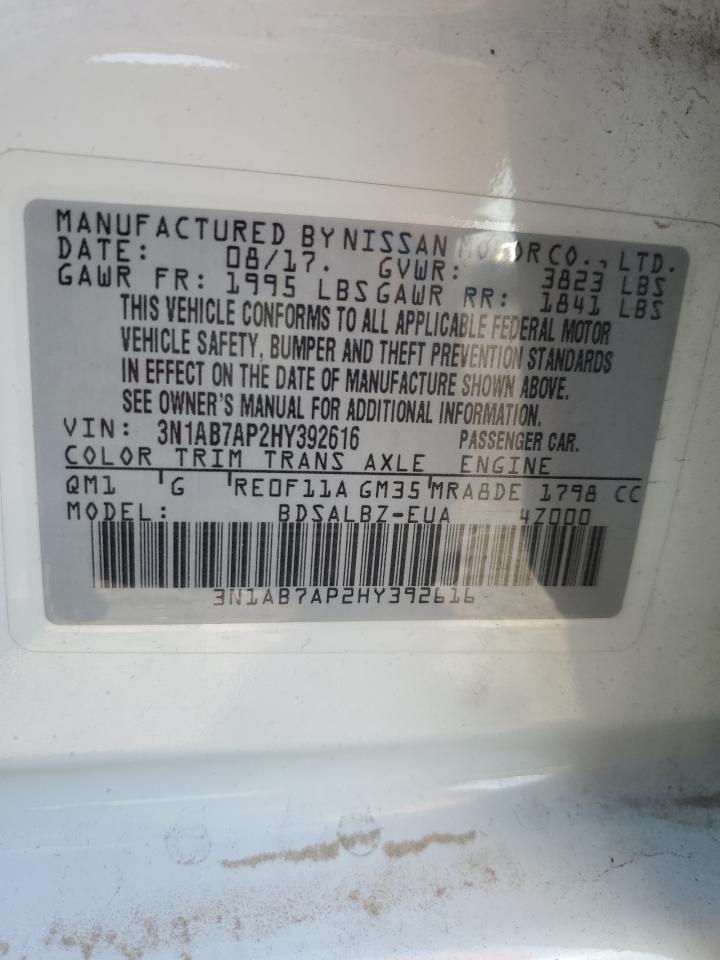 MANUFACTURED BY NISSAN MOTOR CO., LTD.
DATE: 08/17. GVWR: 3823 LBS
GAWR FR: 1995 LBS GAWR RR: 1841 LBS
THIS VEHICLE CONFORMS TO ALL APPLICABLE FEDERAL MOTOR
VEHICLE SAFETY, BUMPER AND THEFT PREVENTION STANDARDS
IN EFFECT ON THE DATE OF MANUFACTURE SHOWN ABOVE.
SEE OWNER'S MANUAL FOR ADDITIONAL INFORMATION.
VIN: 3N1AB7AP2HY392616 PASSENGER CAR.
COLOR TRIM TRANS AXLE ENGINE
QM1 G RE0F11A GM35 MRA8DE 1798 CC
MODEL: BDSALBZ-EUA 4Z000
3N1AB7AP2HY392616